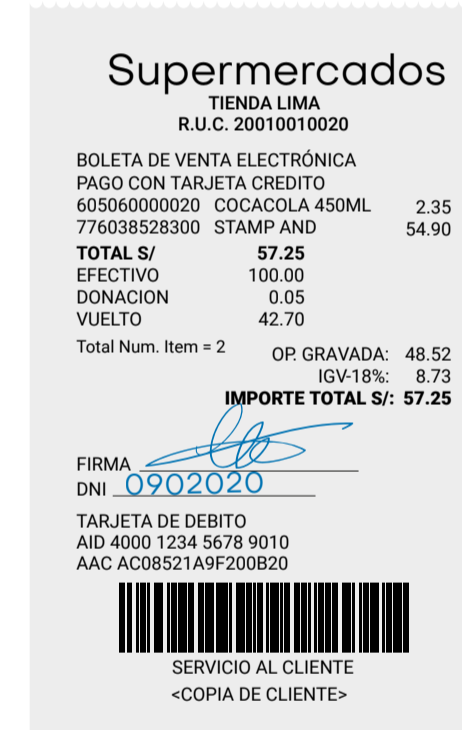 Supermercados
TIENDA LIMA
R.U.C. 20010010020
BOLETA DE VENTA ELECTRÓNICA
PAGO CON TARJETA CREDITO
605060000020 COCACOLA 450ML 2.35
776038528300 STAMP AND 54.90
TOTAL S/ 57.25
EFECTIVO 100.00
DONACION 0.05
VUELTO 42.70
Total Num. Item = 2
OP. GRAVADA: 48.52
IGV-18%: 8.73
IMPORTE TOTAL S/: 57.25
FIRMA
DNI 0902020
TARJETA DE DEBITO
AID 4000 1234 5678 9010
AAC AC08521A9F200B20
SERVICIO AL CLIENTE
<COPIA DE CLIENTE>